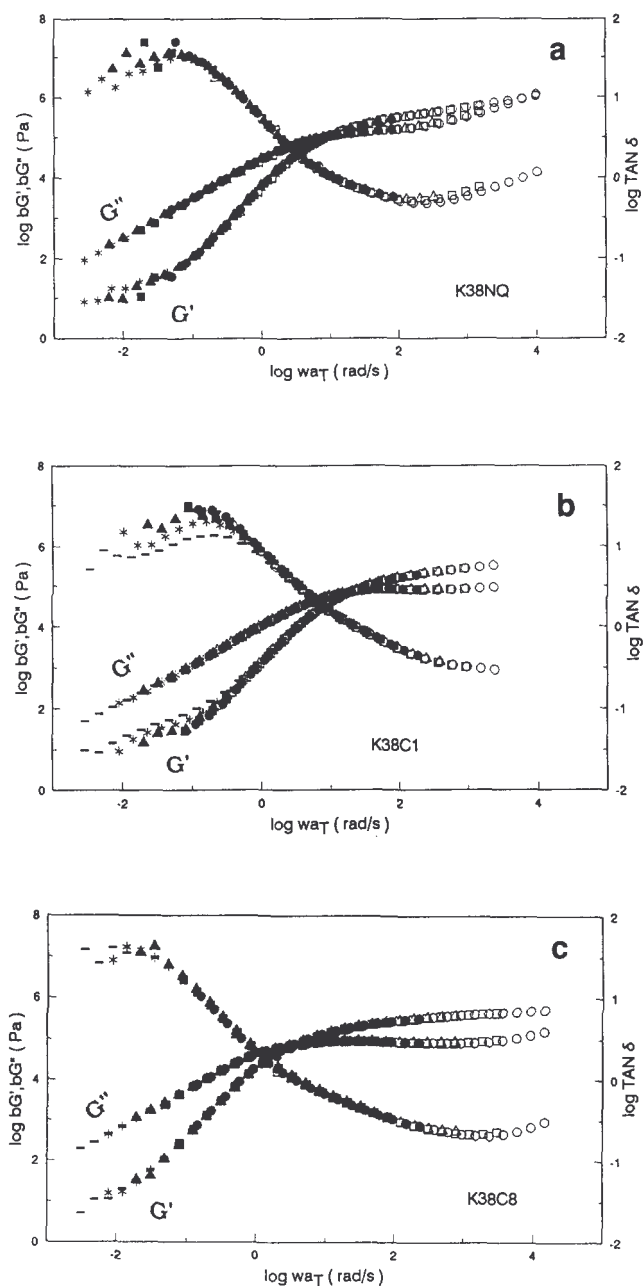 a
8
6
4
2
0
log bG', bG" ( Pa )
2
1
0
-1
-2
log TAN δ
G"
G'
K38NQ
-2 0 2 4
log waT ( rad/s )
b
8
6
4
2
0
log bG', bG" ( Pa )
2
1
0
-1
-2
log TAN δ
G"
G'
K38C1
-2 0 2 4
log waT ( rad/s )
c
8
6
4
2
0
log bG', bG" ( Pa )
2
1
0
-1
-2
log TAN δ
G"
G'
K38C8
-2 0 2 4
log waT ( rad/s )